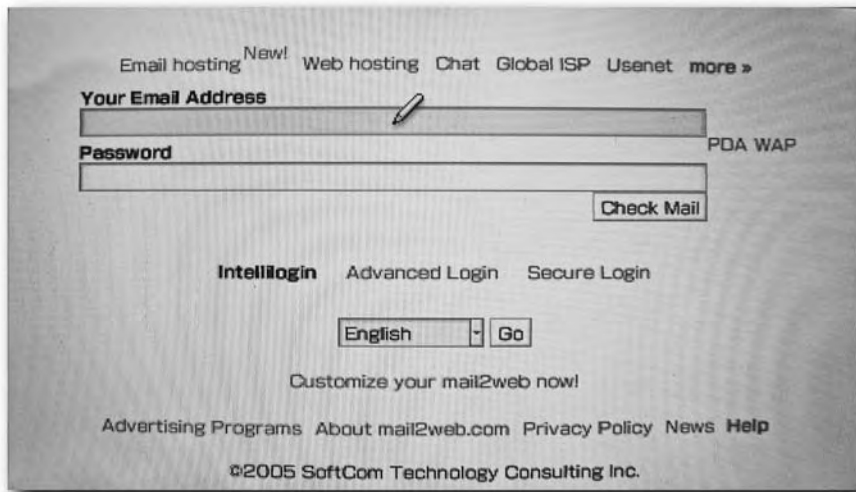 Email hosting New! Web hosting Chat Global ISP Usenet more »
Your Email Address
PDA WAP
Password
Check Mail
Intellilogin Advanced Login Secure Login
English Go
Customize your mail2web now!
Advertising Programs About mail2web.com Privacy Policy News Help
©2005 SoftCom Technology Consulting Inc.